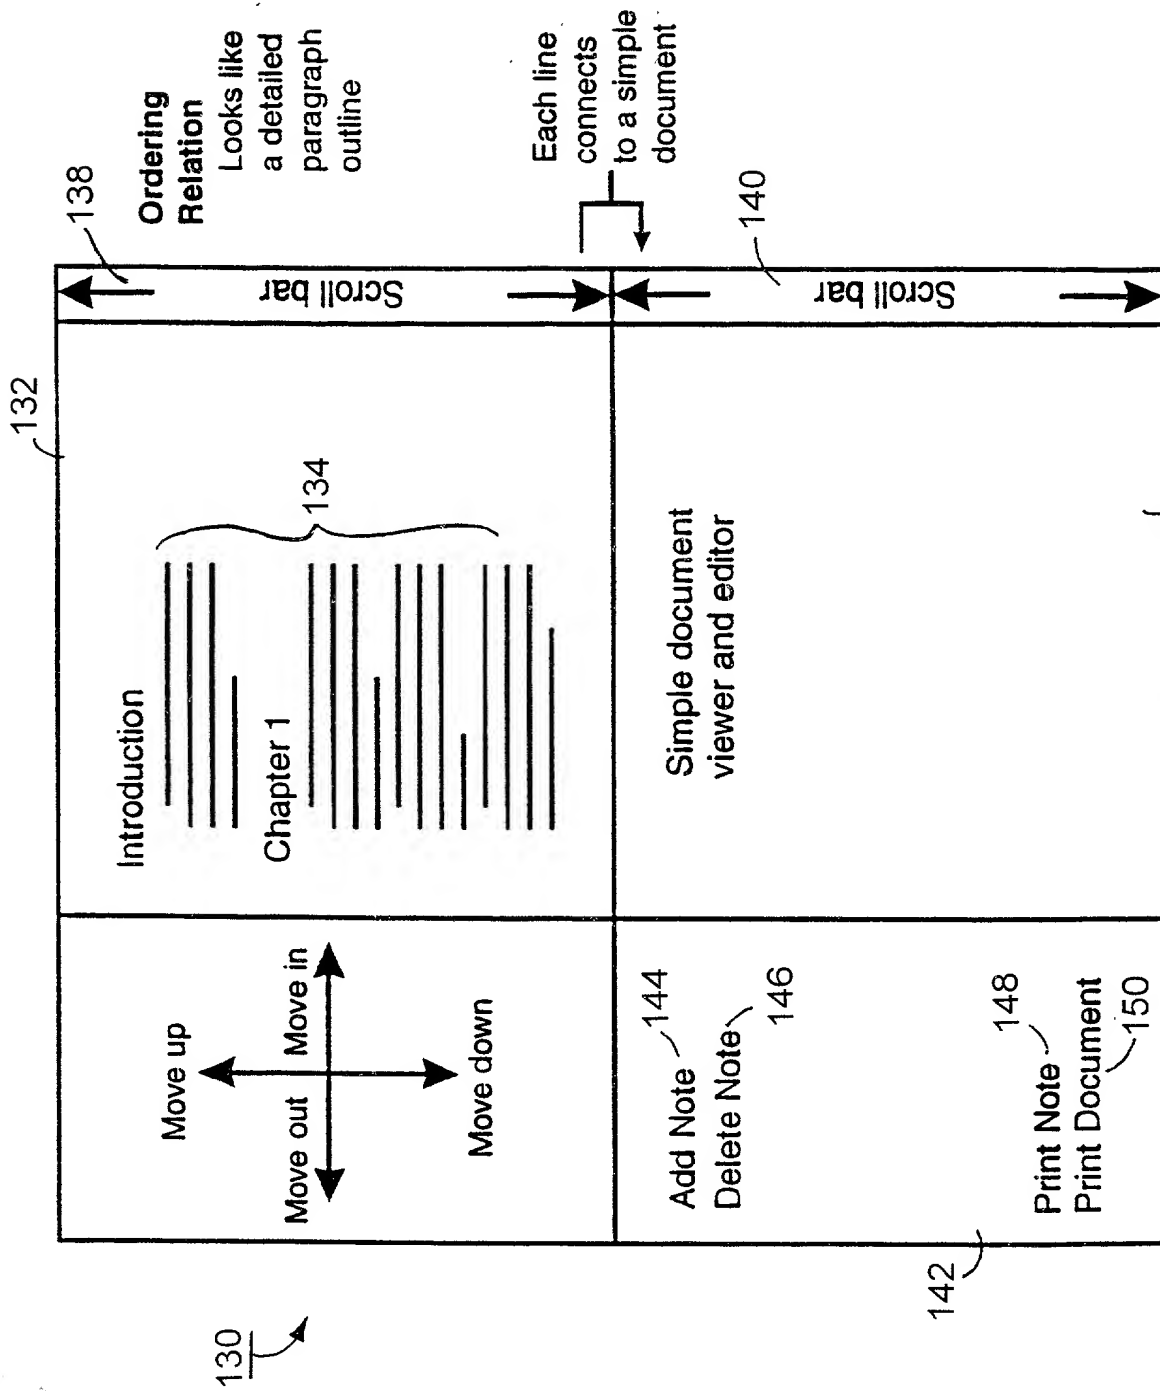 130
132
Move up
Move out
Move in
Move down
Introduction
Chapter 1
134
Scroll bar
138
Ordering
Relation
Looks like
a detailed
paragraph
outline
Each line
connects
to a simple
document
Add Note
144
Delete Note
146
Print Note
148
Print Document
150
142
Simple document
viewer and editor
Scroll bar
140